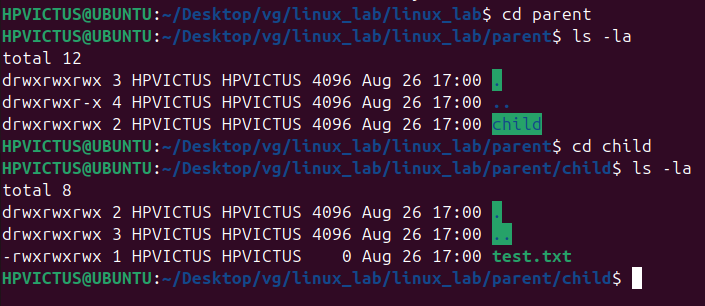 HPVICTUS@UBUNTU:~/Desktop/vg/linux_lab/linux_lab$ cd parent
HPVICTUS@UBUNTU:~/Desktop/vg/linux_lab/linux_lab/parent$ ls -la
total 12
drwxrwxrwx 3 HPVICTUS HPVICTUS 4096 Aug 26 17:00 .
drwxrwxr-x 4 HPVICTUS HPVICTUS 4096 Aug 26 17:00 ..
drwxrwxrwx 2 HPVICTUS HPVICTUS 4096 Aug 26 17:00 child
HPVICTUS@UBUNTU:~/Desktop/vg/linux_lab/linux_lab/parent$ cd child
HPVICTUS@UBUNTU:~/Desktop/vg/linux_lab/linux_lab/parent/child$ ls -la
total 8
drwxrwxrwx 2 HPVICTUS HPVICTUS 4096 Aug 26 17:00 .
drwxrwxrwx 3 HPVICTUS HPVICTUS 4096 Aug 26 17:00 ..
-rwxrwxrwx 1 HPVICTUS HPVICTUS    0 Aug 26 17:00 test.txt
HPVICTUS@UBUNTU:~/Desktop/vg/linux_lab/linux_lab/parent/child$